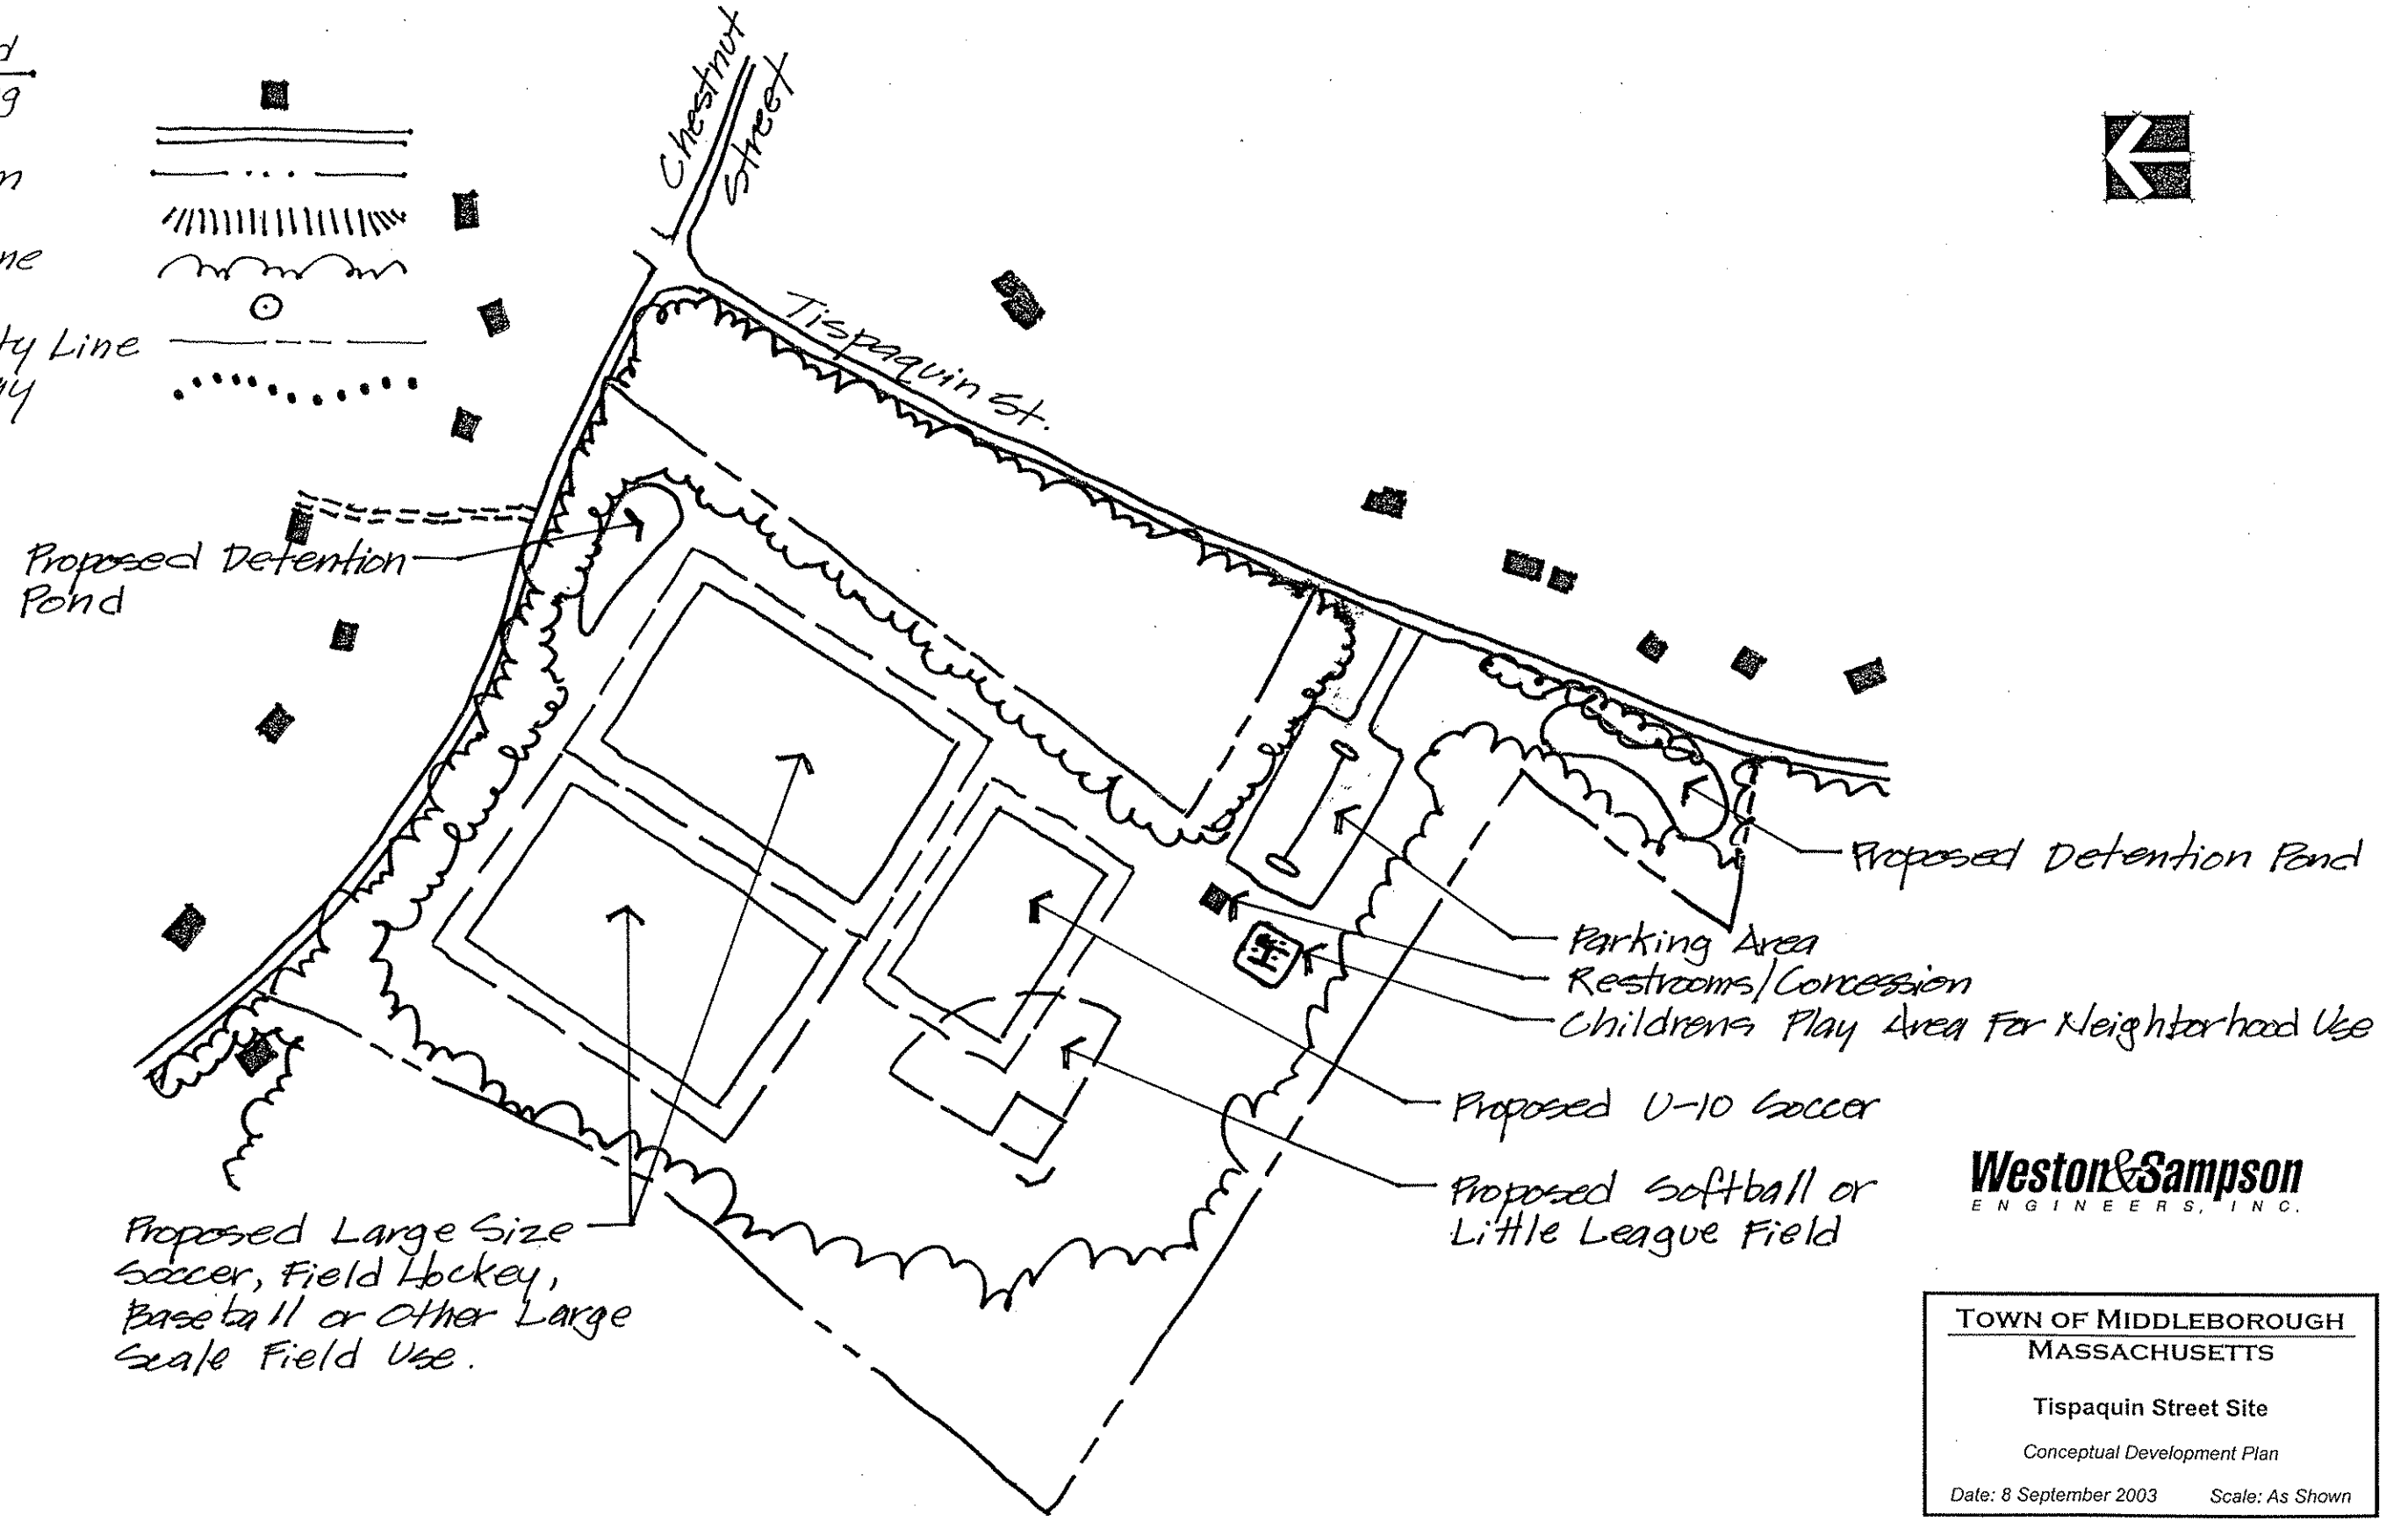 Line
Chestnut
Street
Tispaquin St.
Proposed Detention
Pond
Proposed Detention Pond
Parking Area
Restrooms/Concession
Childrens Play Area For Neighborhood Use
Proposed U-10 Soccer
Proposed Softball or
Little League Field
Proposed Large Size
Soccer, Field Hockey,
Baseball or Other Large
Scale Field Use.
Weston&Sampson
ENGINEERS, INC.
TOWN OF MIDDLEBOROUGH
MASSACHUSETTS
Tispaquin Street Site
Conceptual Development Plan
Date: 8 September 2003 Scale: As Shown